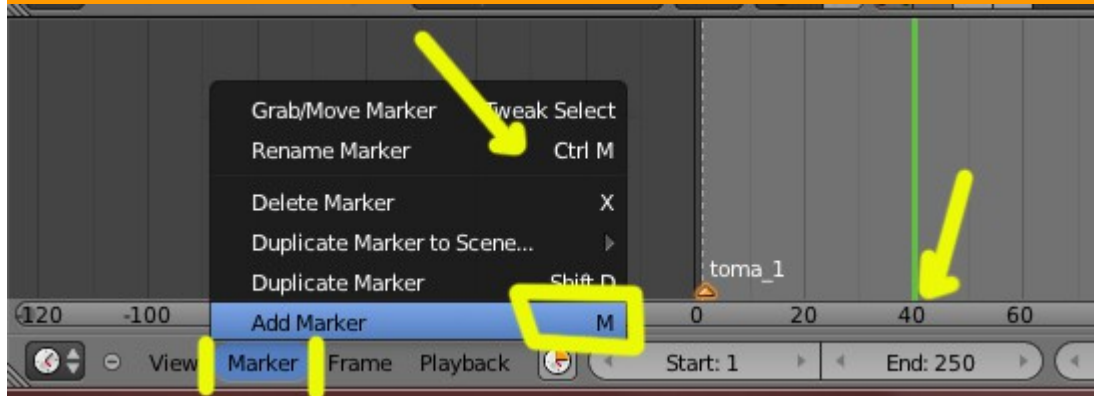 Grab/Move Marker Tweak Select
Rename Marker Ctrl M
Delete Marker X
Duplicate Marker to Scene...
Duplicate Marker Shift D
Add Marker M
toma_1
-120 -100 0 20 40 60
View Marker Frame Playback Start: 1 End: 250